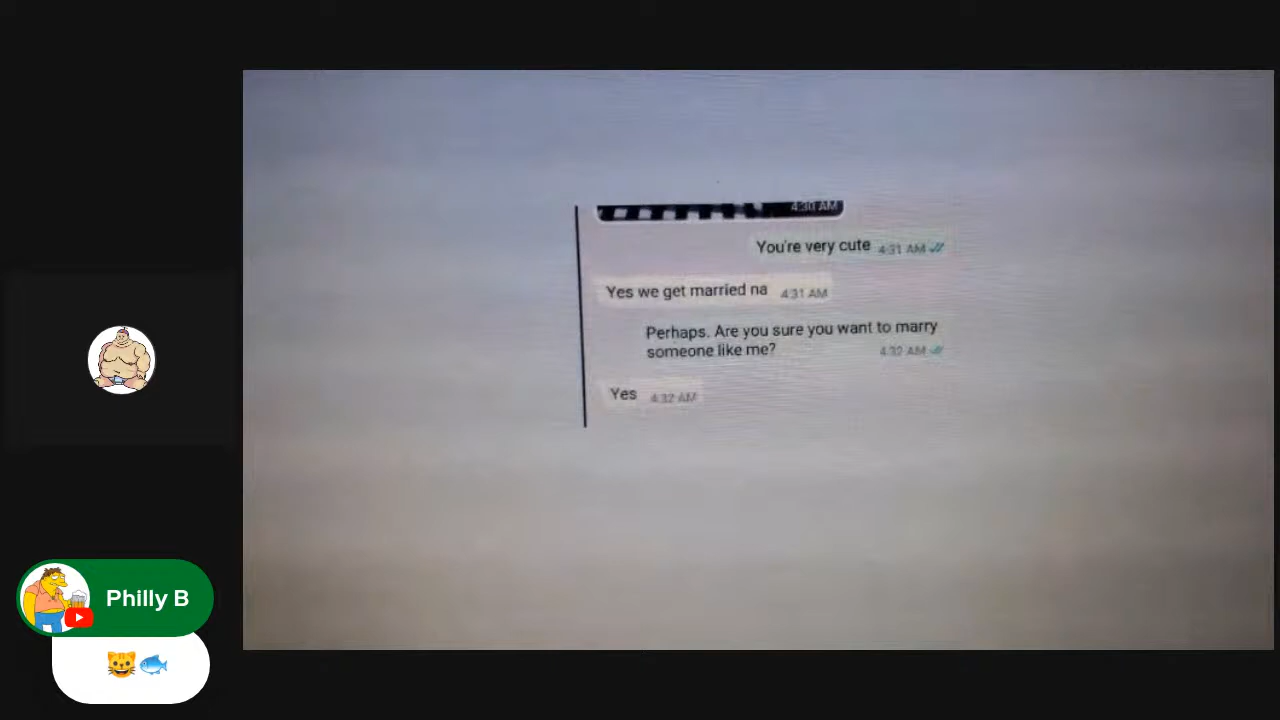 4:30 AM
You're very cute 4:31 AM
Yes we get married na 4:31 AM
Perhaps. Are you sure you want to marry
someone like me? 4:32 AM
Yes 4:32 AM
Philly B
😺🐟